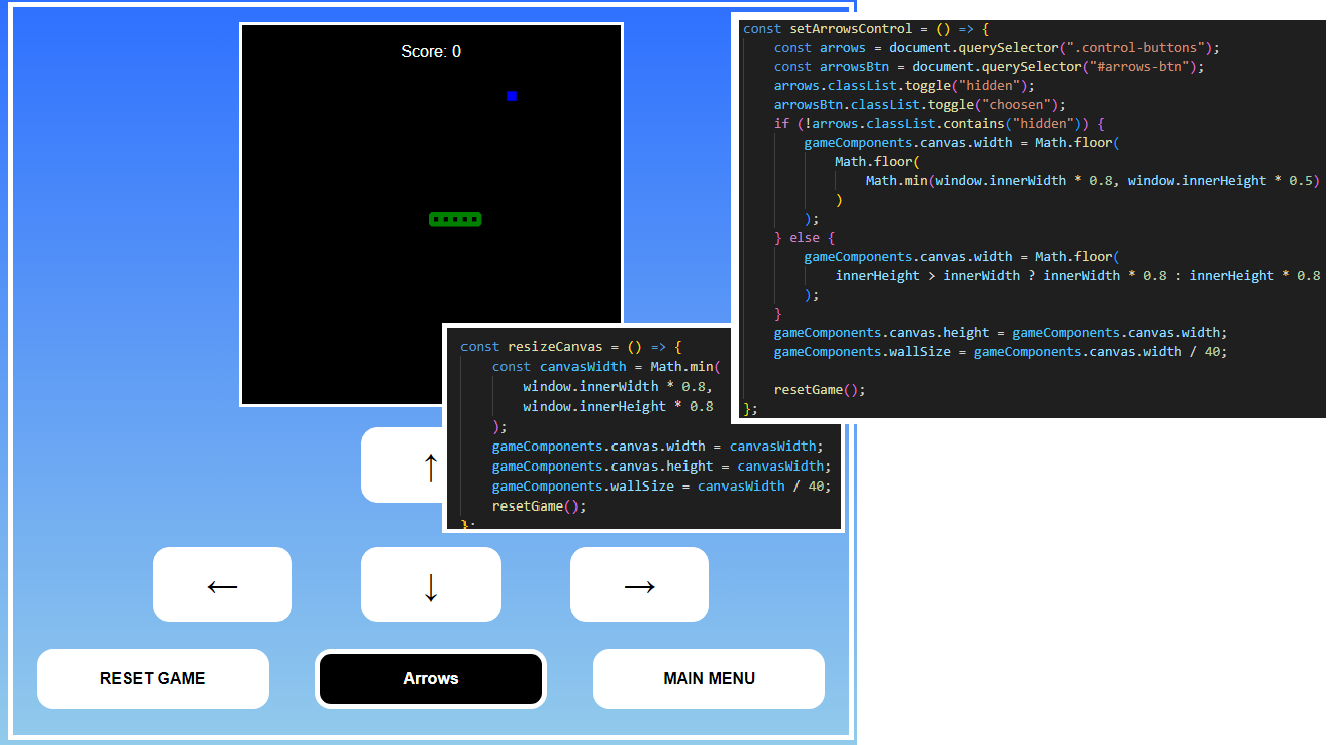 Score: 0
const setArrowsControl = () => {
const arrows = document.querySelector(".control-buttons");
const arrowsBtn = document.querySelector("#arrows-btn");
arrows.classList.toggle("hidden");
arrowsBtn.classList.toggle("choosen");
if (!arrows.classList.contains("hidden")) {
gameComponents.canvas.width = Math.floor(
Math.floor(
Math.min(window.innerWidth * 0.8, window.innerHeight * 0.5)
)
);
} else {
gameComponents.canvas.width = Math.floor(
innerHeight > innerWidth ? innerWidth * 0.8 : innerHeight * 0.8
);
}
gameComponents.canvas.height = gameComponents.canvas.width;
gameComponents.wallSize = gameComponents.canvas.width / 40;
resetGame();
};
const resizeCanvas = () => {
const canvasWidth = Math.min(
window.innerWidth * 0.8,
window.innerHeight * 0.8
);
gameComponents.canvas.width = canvasWidth;
gameComponents.canvas.height = canvasWidth;
gameComponents.wallSize = canvasWidth / 40;
resetGame();
};
↑
← ↓ →
RESET GAME Arrows MAIN MENU